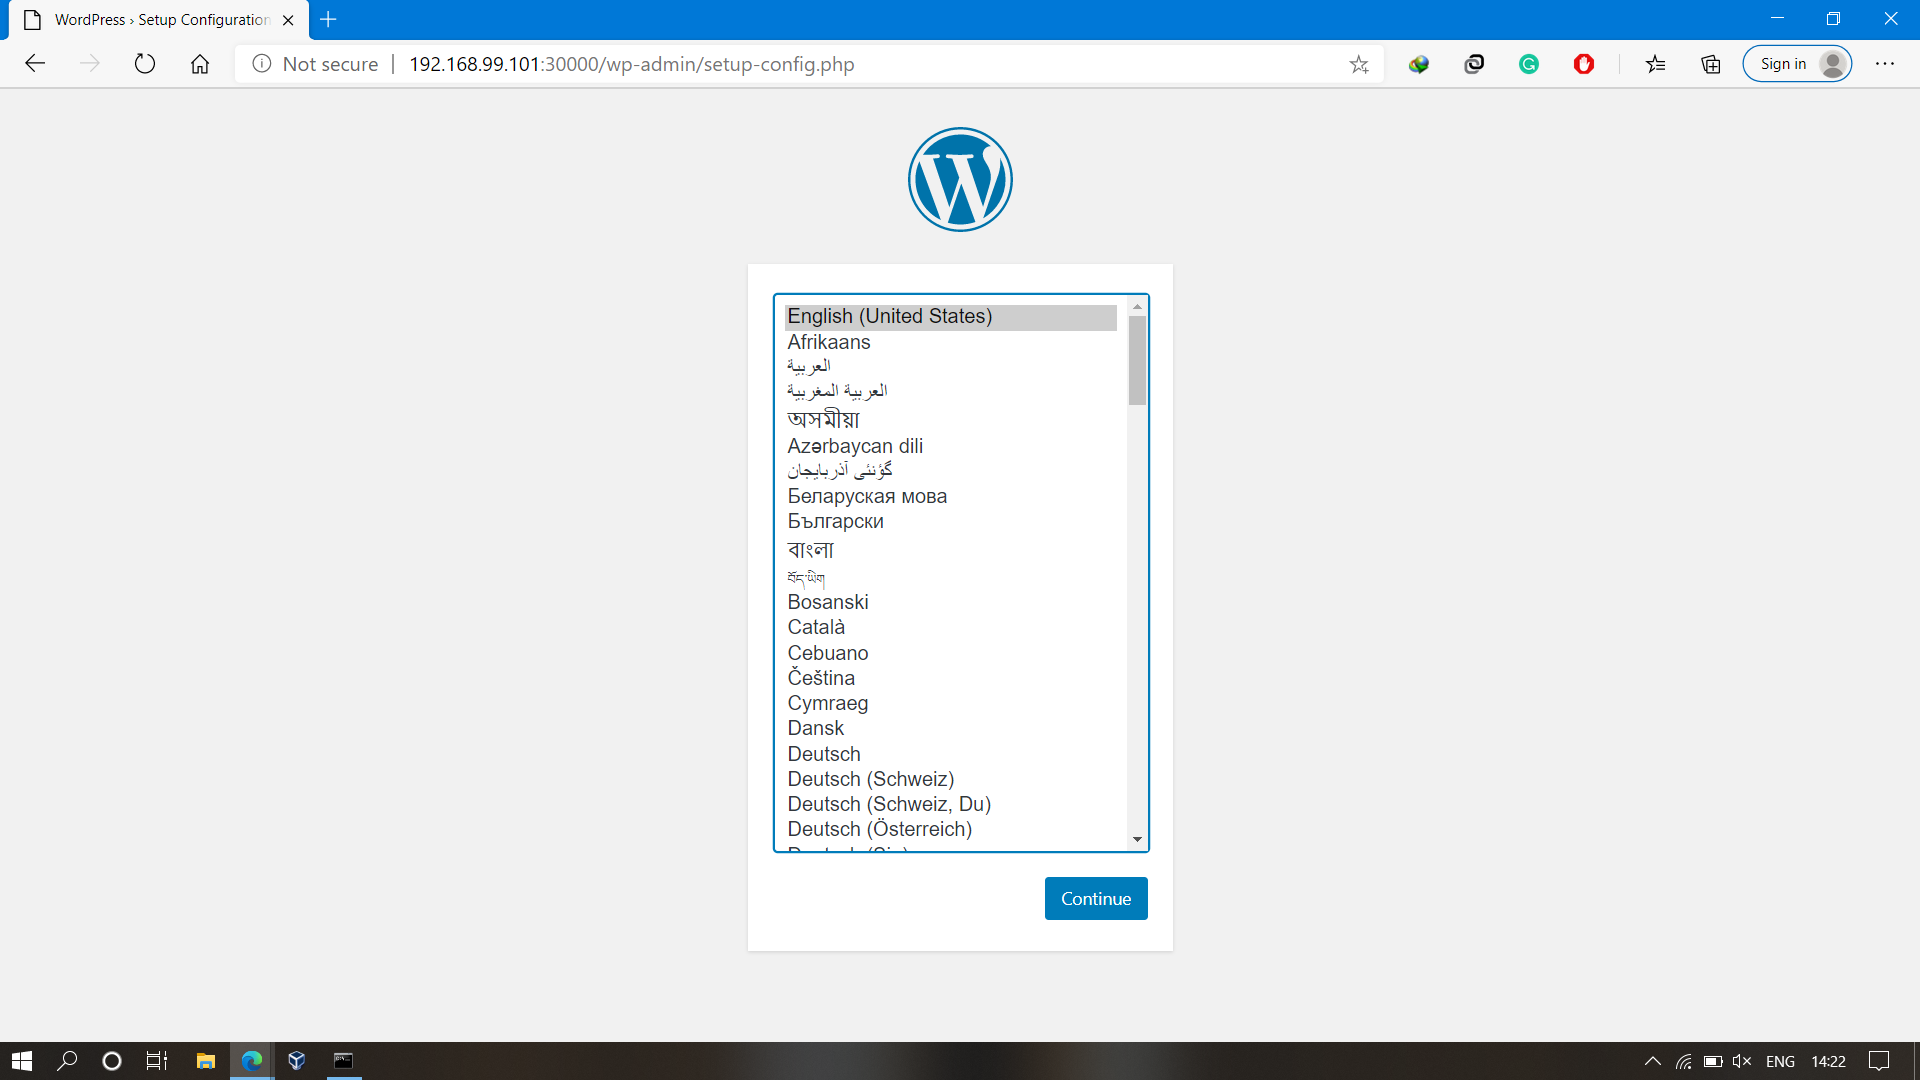 WordPress › Setup Configuration
Not secure | 192.168.99.101:30000/wp-admin/setup-config.php
Sign in
English (United States)
Afrikaans
العربية
العربية المغربية
অসমীয়া
Azərbaycan dili
گؤنئی آذربایجان
Беларуская мова
Български
বাংলা
བོད་ཡིག
Bosanski
Català
Cebuano
Čeština
Cymraeg
Dansk
Deutsch
Deutsch (Schweiz)
Deutsch (Schweiz, Du)
Deutsch (Österreich)
Continue
ENG
14:22